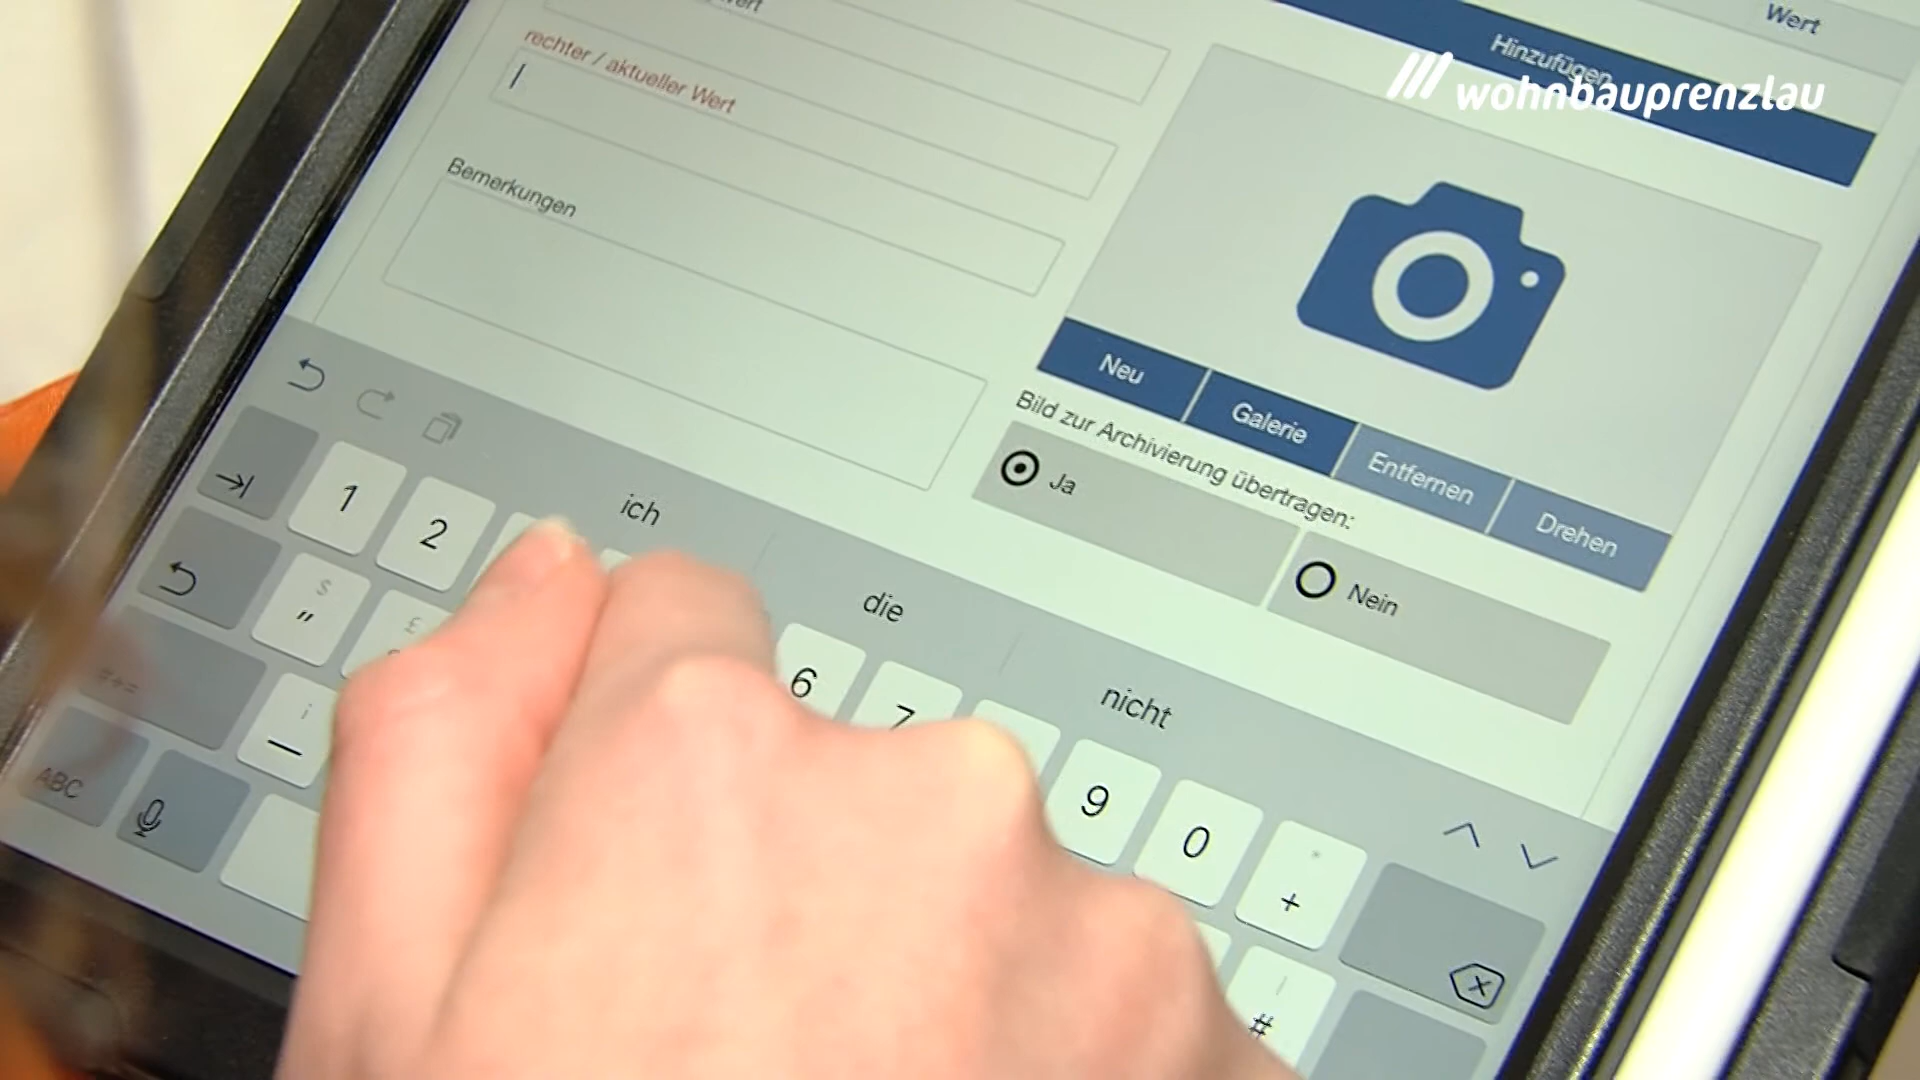 Wert
Hinzufügen
wohnbauprenzlau
rechter / aktueller Wert
Bemerkungen
Neu
Galerie
Entfernen
Drehen
Bild zur Archivierung übertragen:
Ja
Nein
ich
die
nicht
1
2
6
7
9
0
$
"
£
*
+
#
ABC